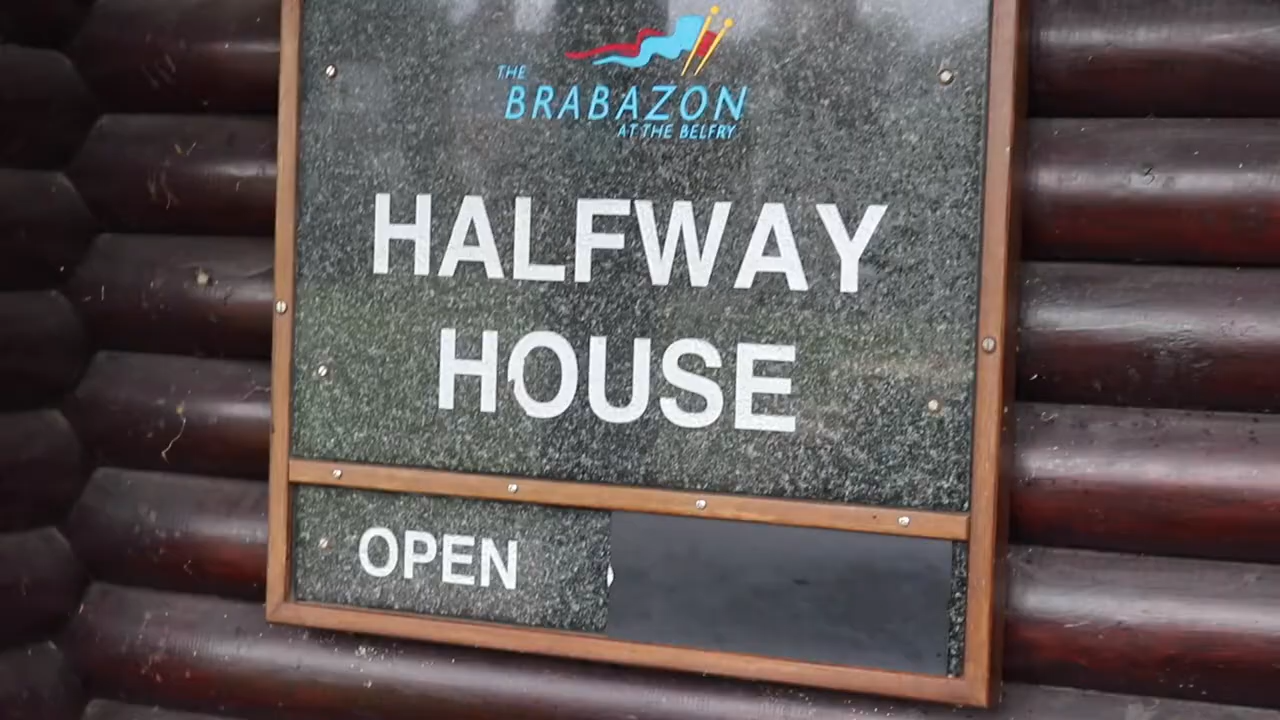 THE
BRABAZON
AT THE BELFRY
HALFWAY
HOUSE
OPEN